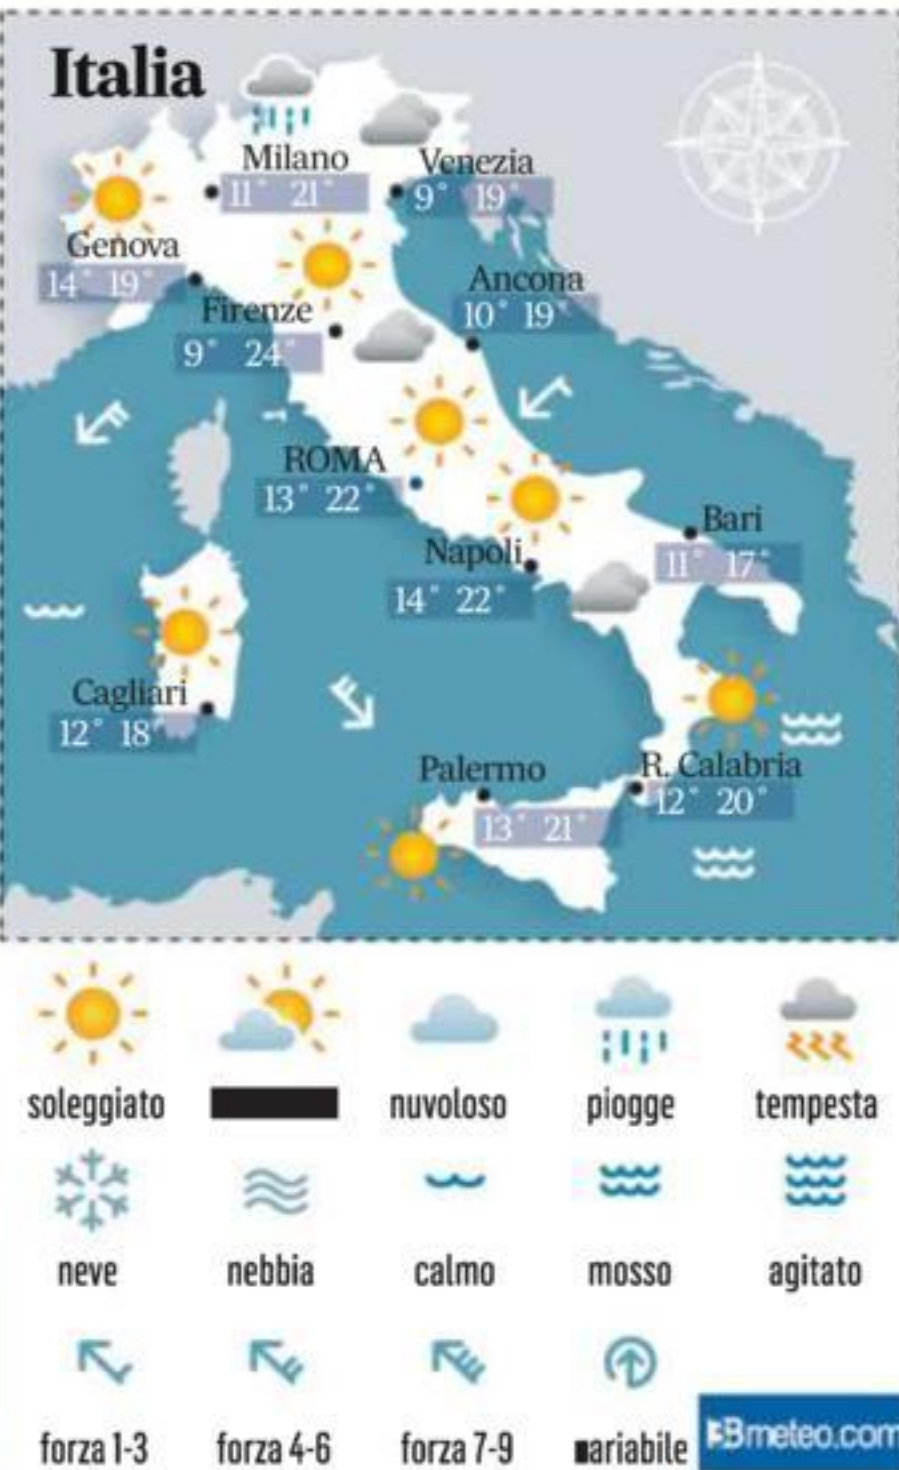 Italia
Milano
11° 21°
Venezia
9° 19°
Genova
14° 19°
Firenze
9° 24°
Ancona
10° 19°
ROMA
13° 22°
Napoli
14° 22°
Bari
11° 17°
Cagliari
12° 18°
Palermo
13° 21°
R. Calabria
12° 20°
soleggiato
nuvoloso
piogge
tempesta
neve
nebbia
calmo
mosso
agitato
forza 1-3
forza 4-6
forza 7-9
ariabile
Bmeteo.com